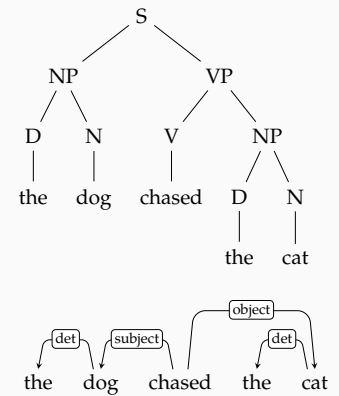 S
NP VP
D N V NP
the dog chased D N
the cat
object
det subject det
the dog chased the cat